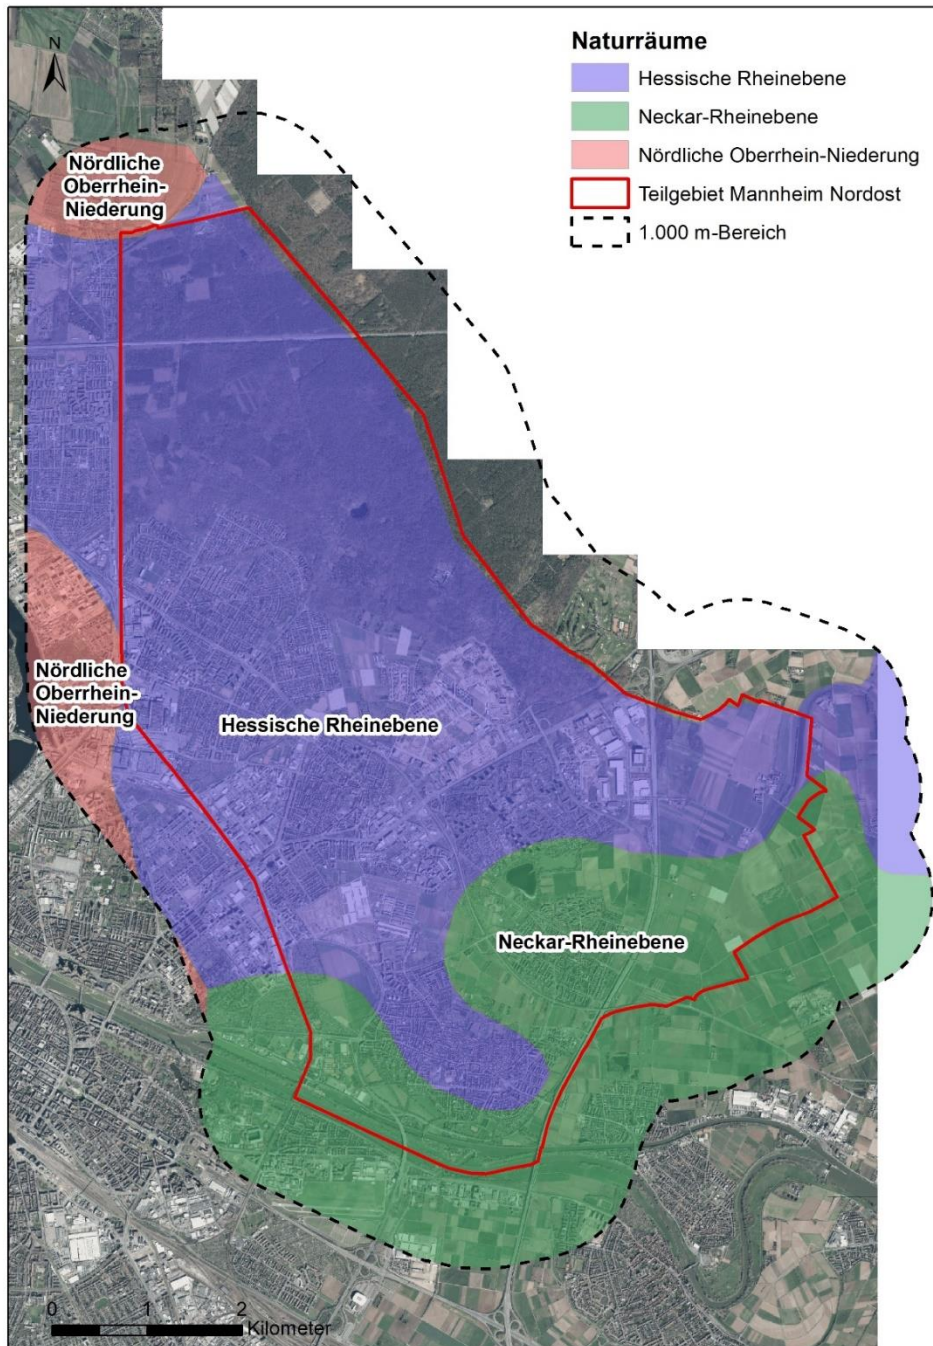 N
Naturräume
Hessische Rheinebene
Neckar-Rheinebene
Nördliche Oberrhein-Niederung
Teilgebiet Mannheim Nordost
1.000 m-Bereich
Nördliche
Oberrhein-
Niederung
Nördliche
Oberrhein-
Niederung
Hessische Rheinebene
Neckar-Rheinebene
0 1 2
Kilometer